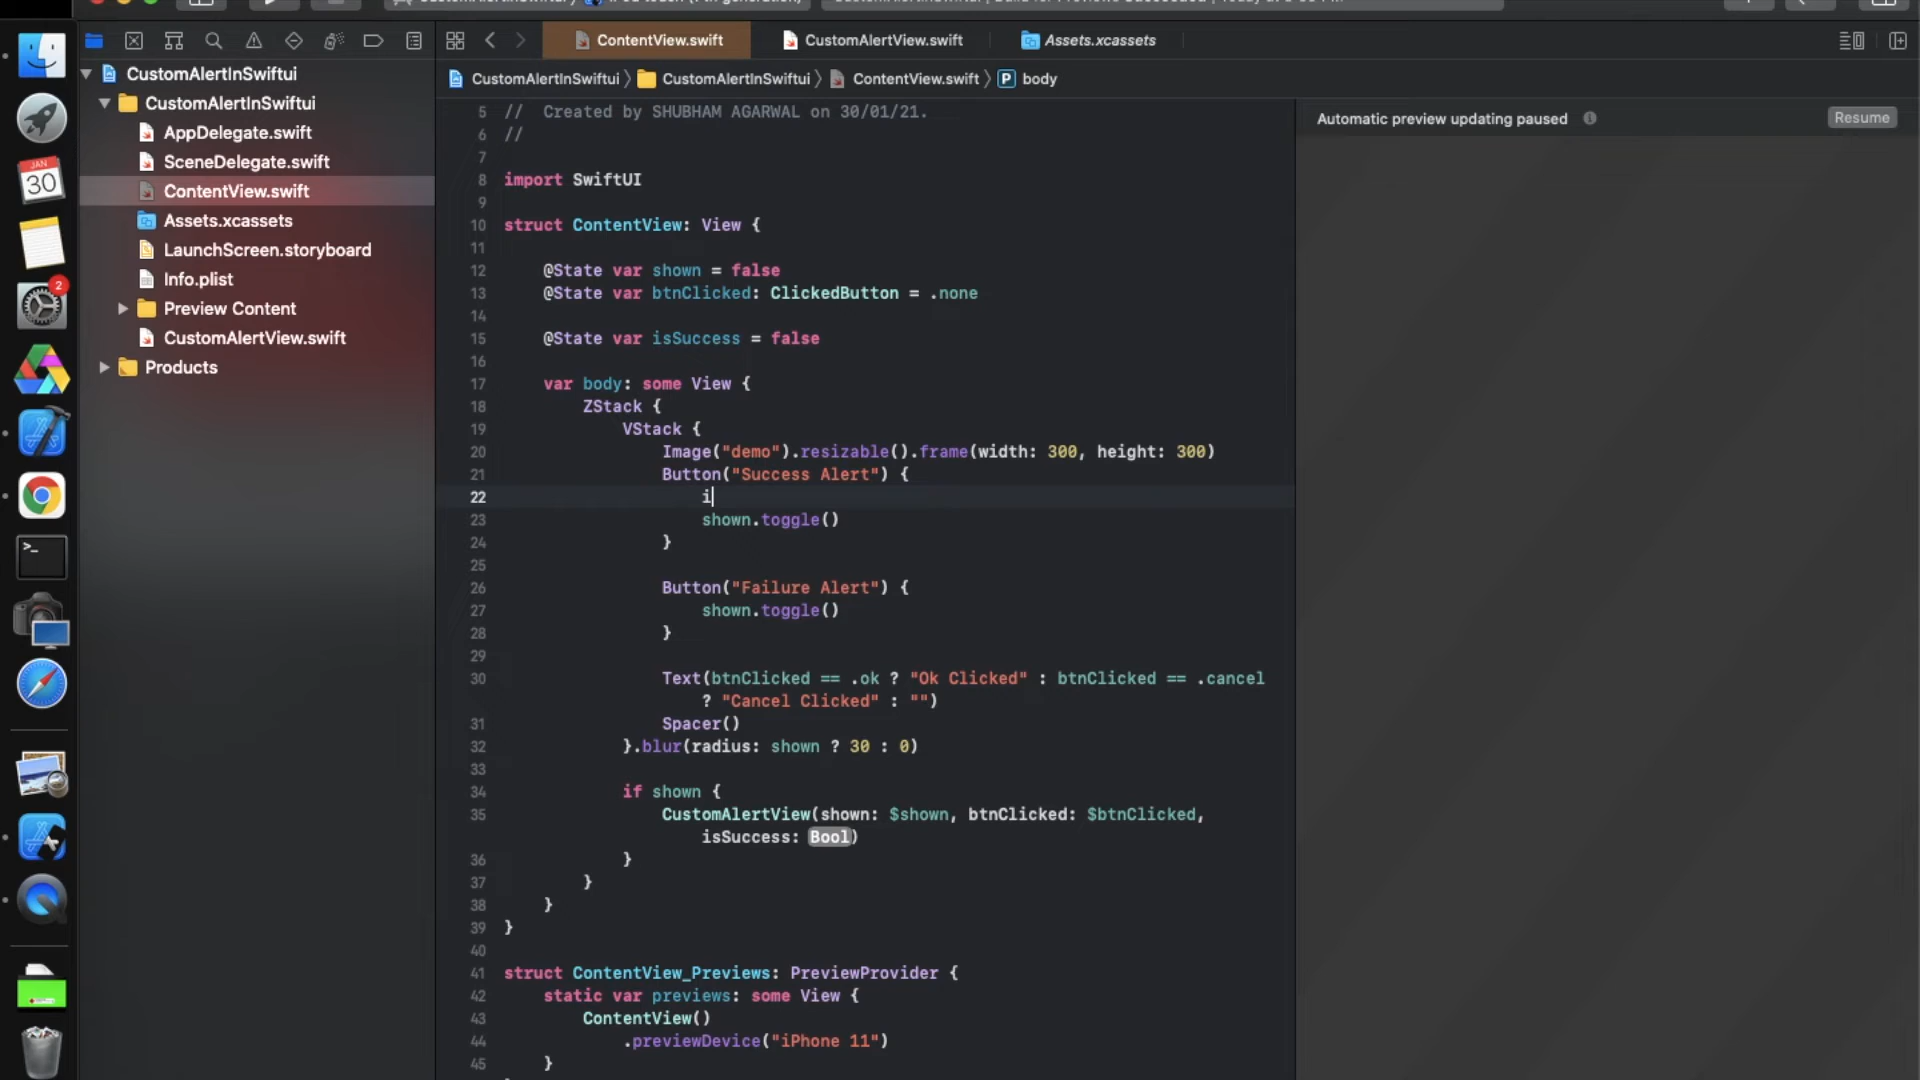 ContentView.swift
CustomAlertView.swift
Assets.xcassets
CustomAlertInSwiftui
CustomAlertInSwiftui
CustomAlertInSwiftui
ContentView.swift
P
body
CustomAlertInSwiftui
AppDelegate.swift
SceneDelegate.swift
ContentView.swift
Assets.xcassets
LaunchScreen.storyboard
Info.plist
Preview Content
CustomAlertView.swift
Products
JAN
30
2
5 //  Created by SHUBHAM AGARWAL on 30/01/21.
6 //
7
8 import SwiftUI
9
10 struct ContentView: View {
11
12 @State var shown = false
13 @State var btnClicked: ClickedButton = .none
14
15 @State var isSuccess = false
16
17 var body: some View {
18 ZStack {
19 VStack {
20 Image("demo").resizable().frame(width: 300, height: 300)
21 Button("Success Alert") {
22 i
23 shown.toggle()
24 }
25
26 Button("Failure Alert") {
27 shown.toggle()
28 }
29
30 Text(btnClicked == .ok ? "Ok Clicked" : btnClicked == .cancel
? "Cancel Clicked" : "")
31 Spacer()
32 }.blur(radius: shown ? 30 : 0)
33
34 if shown {
35 CustomAlertView(shown: $shown, btnClicked: $btnClicked,
isSuccess: Bool)
36 }
37 }
38 }
39 }
40
41 struct ContentView_Previews: PreviewProvider {
42 static var previews: some View {
43 ContentView()
44 .previewDevice("iPhone 11")
45 }
Automatic preview updating paused
Resume